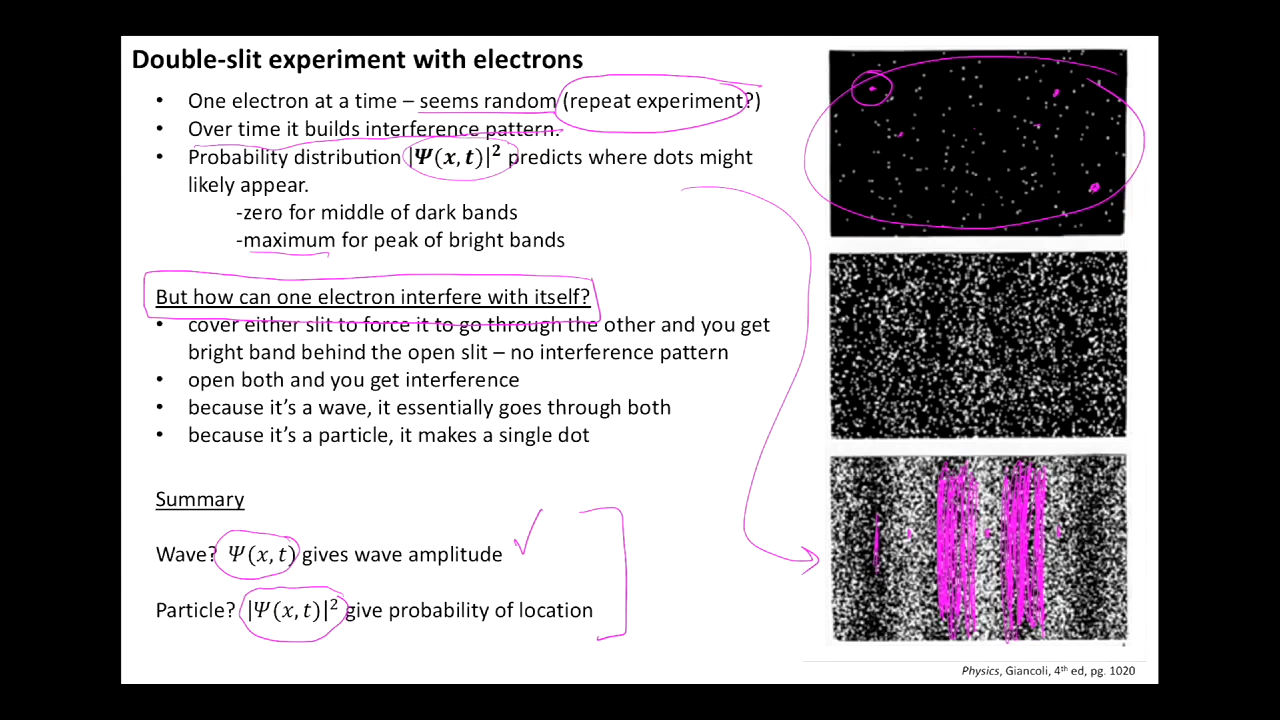 Double-slit experiment with electrons
• One electron at a time – seems random (repeat experiment?)
• Over time it builds interference pattern.
• Probability distribution |Ψ(x, t)|² predicts where dots might
likely appear.
-zero for middle of dark bands
-maximum for peak of bright bands
But how can one electron interfere with itself?
• cover either slit to force it to go through the other and you get
bright band behind the open slit – no interference pattern
• open both and you get interference
• because it's a wave, it essentially goes through both
• because it's a particle, it makes a single dot
Summary
Wave? Ψ(x, t) gives wave amplitude
Particle? |Ψ(x, t)|² give probability of location
Physics, Giancoli, 4th ed, pg. 1020